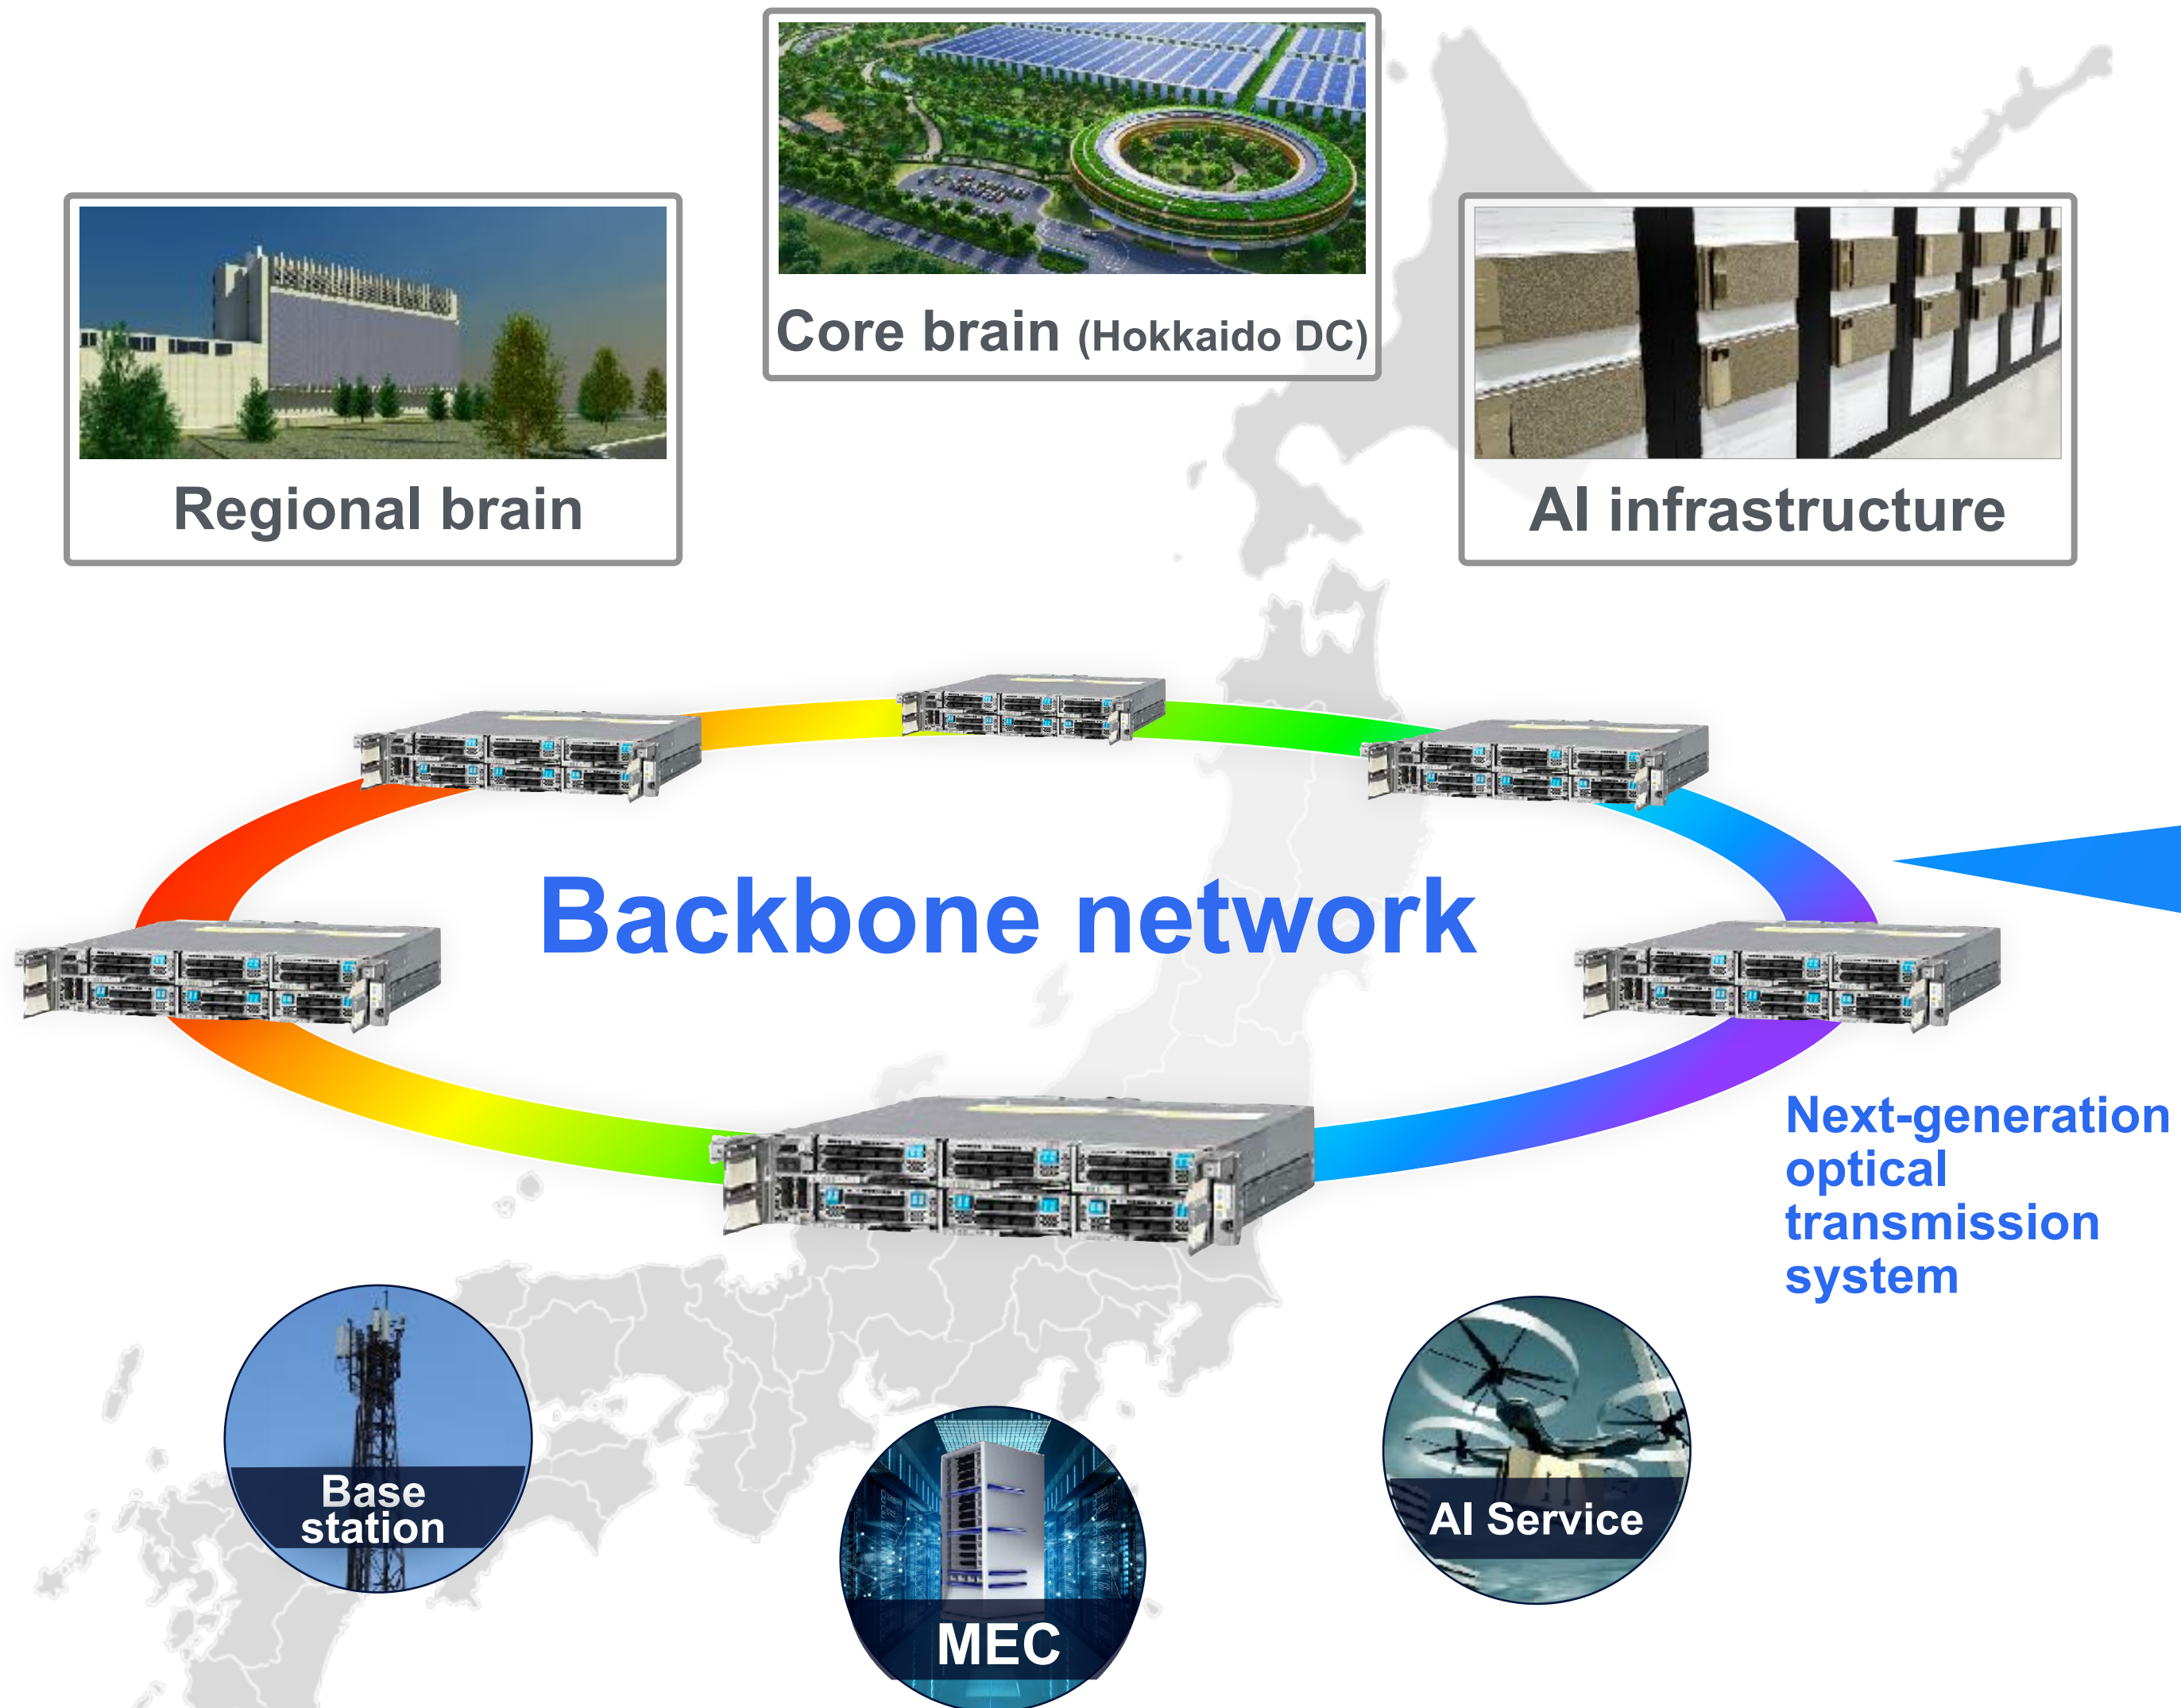 Core brain (Hokkaido DC)
Regional brain
AI infrastructure
Backbone network
Next-generation
optical
transmission
system
Base
station
MEC
AI Service